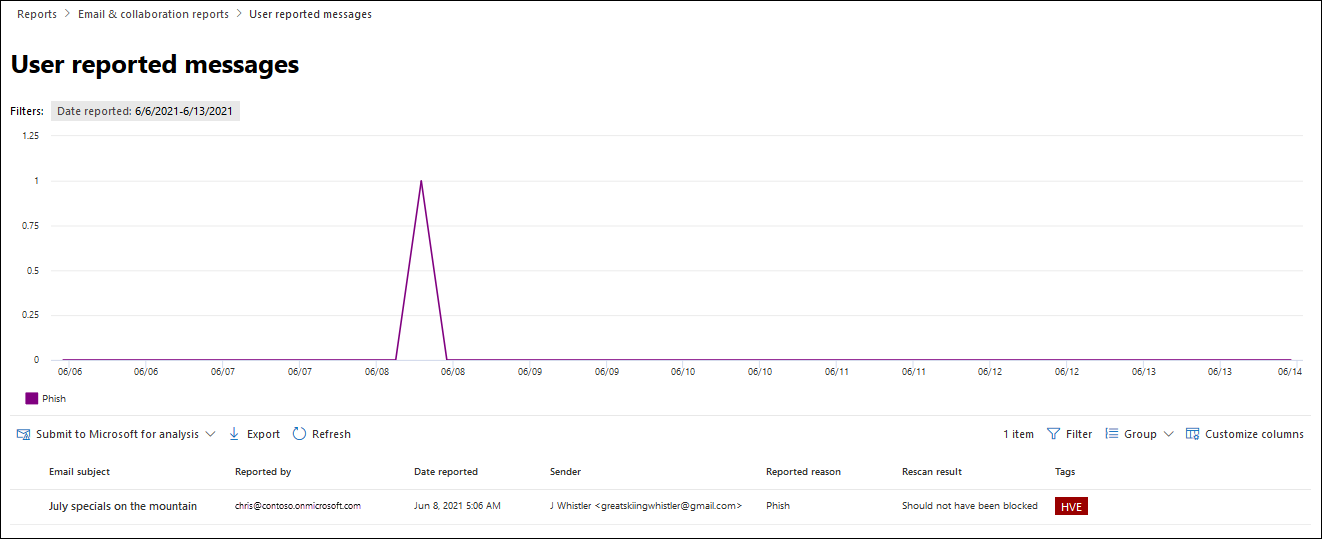 Reports > Email & collaboration reports > User reported messages
User reported messages
Filters: Date reported: 6/6/2021-6/13/2021
1.25
1
0.75
0.5
0.25
0
06/06 06/06 06/07 06/07 06/08 06/08 06/09 06/09 06/10 06/10 06/11 06/11 06/12 06/12 06/13 06/13 06/14
Phish
Submit to Microsoft for analysis Export Refresh 1 item Filter Group Customize columns
Email subject Reported by Date reported Sender Reported reason Rescan result Tags
July specials on the mountain chris@contoso.onmicrosoft.com Jun 8, 2021 5:06 AM J Whistler <greatskiingwhistler@gmail.com> Phish Should not have been blocked HVE